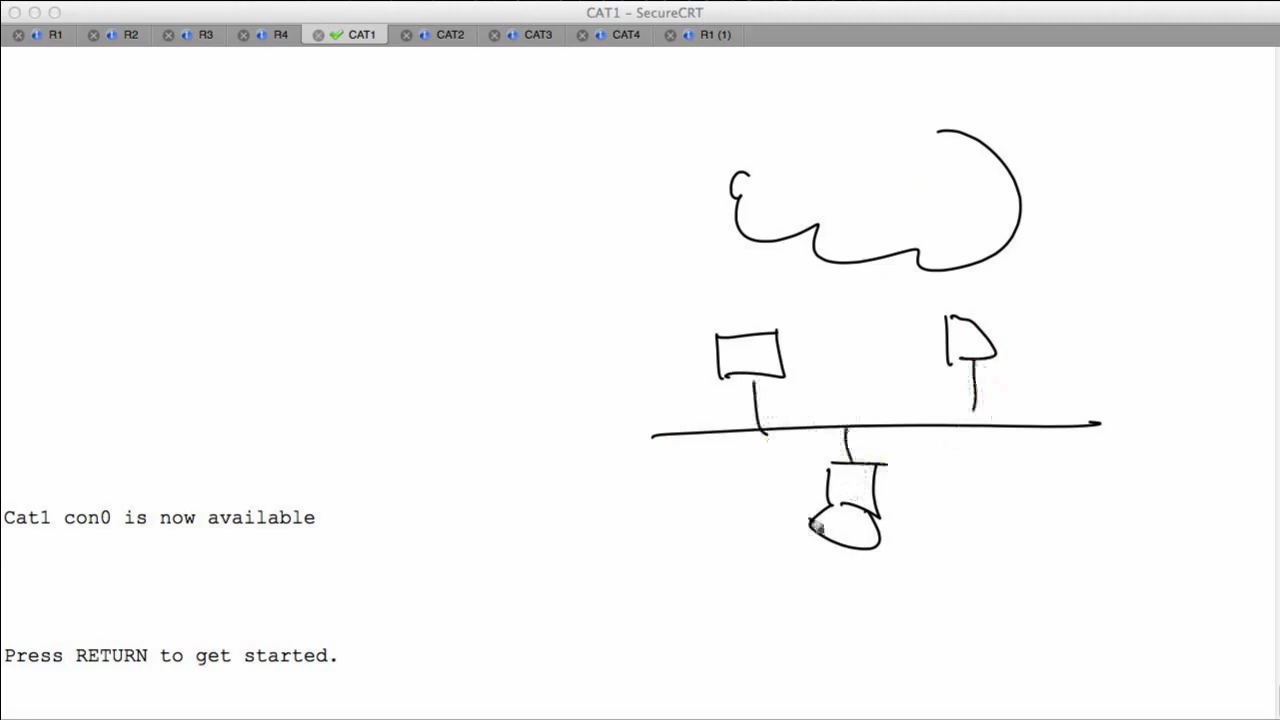 CAT1 - SecureCRT
R1 R2 R3 R4 CAT1 CAT2 CAT3 CAT4 R1 (1)
Cat1 con0 is now available
Press RETURN to get started.